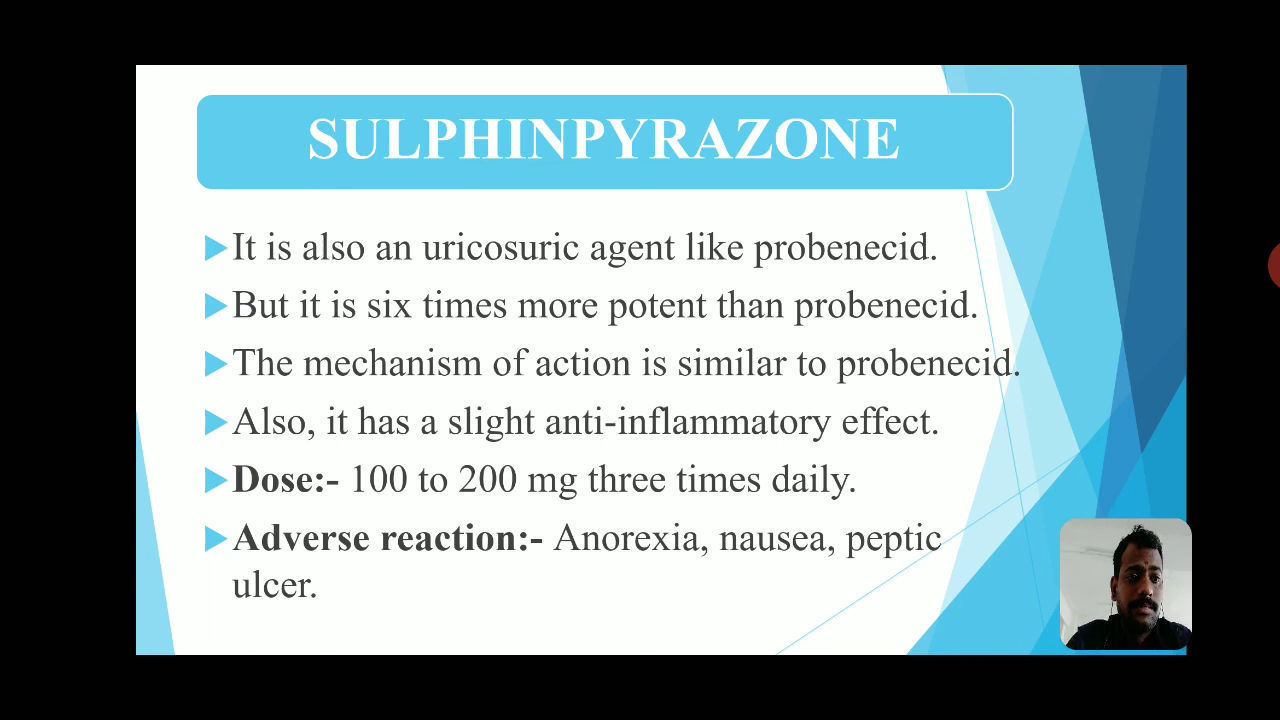 SULPHINPYRAZONE
It is also an uricosuric agent like probenecid.
But it is six times more potent than probenecid.
The mechanism of action is similar to probenecid.
Also, it has a slight anti-inflammatory effect.
Dose:- 100 to 200 mg three times daily.
Adverse reaction:- Anorexia, nausea, peptic
ulcer.